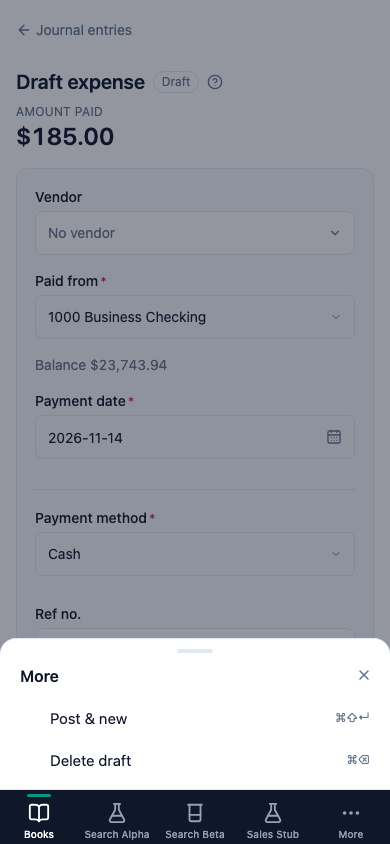 Journal entries
Draft expense Draft
AMOUNT PAID
$185.00
Vendor
No vendor
Paid from *
1000 Business Checking
Balance $23,743.94
Payment date *
2026-11-14
Payment method *
Cash
Ref no.
More
Post & new ⌘⇧↵
Delete draft ⌘⌫
Books Search Alpha Search Beta Sales Stub More